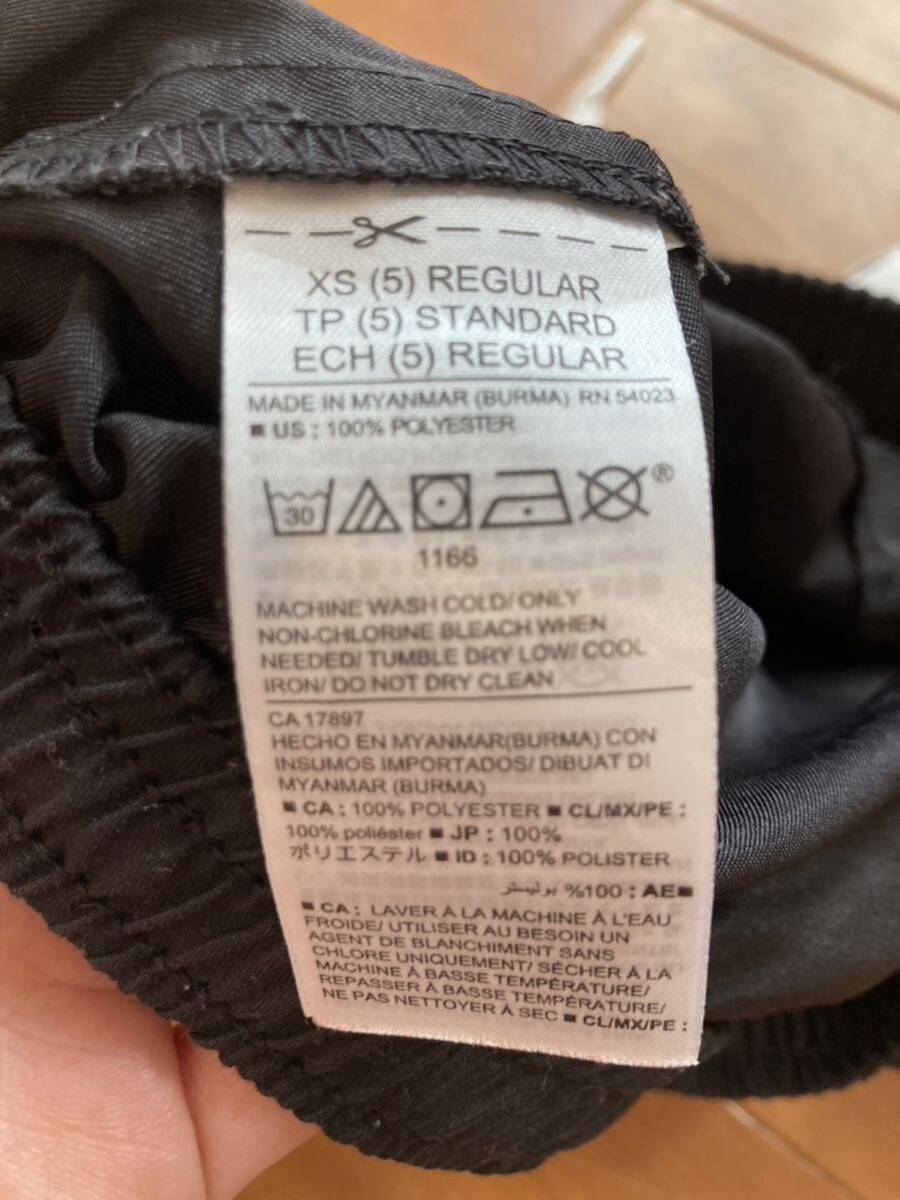 XS (5) REGULAR
TP (5) STANDARD
ECH (5) REGULAR
MADE IN MYANMAR (BURMA) RN 54023
■ US : 100% POLYESTER
30
®
1166
MACHINE WASH COLD/ ONLY
NON-CHLORINE BLEACH WHEN
NEEDED/ TUMBLE DRY LOW/ COOL
IRON/ DO NOT DRY CLEAN
CA 17897
HECHO EN MYANMAR(BURMA) CON
INSUMOS IMPORTADOS/ DIBUAT DI
MYANMAR (BURMA)
■ CA : 100% POLYESTER ■ CL/MX/PE :
100% poliéster ■ JP : 100%
ポリエステル ■ ID : 100% POLISTER
■AE : 100% بوليستر
■ CA : LAVER À LA MACHINE À L'EAU
FROIDE/ UTILISER AU BESOIN UN
AGENT DE BLANCHIMENT SANS
CHLORE UNIQUEMENT/ SÉCHER À LA
MACHINE À BASSE TEMPÉRATURE/
REPASSER À BASSE TEMPÉRATURE/
NE PAS NETTOYER À SEC ■ CL/MX/PE :